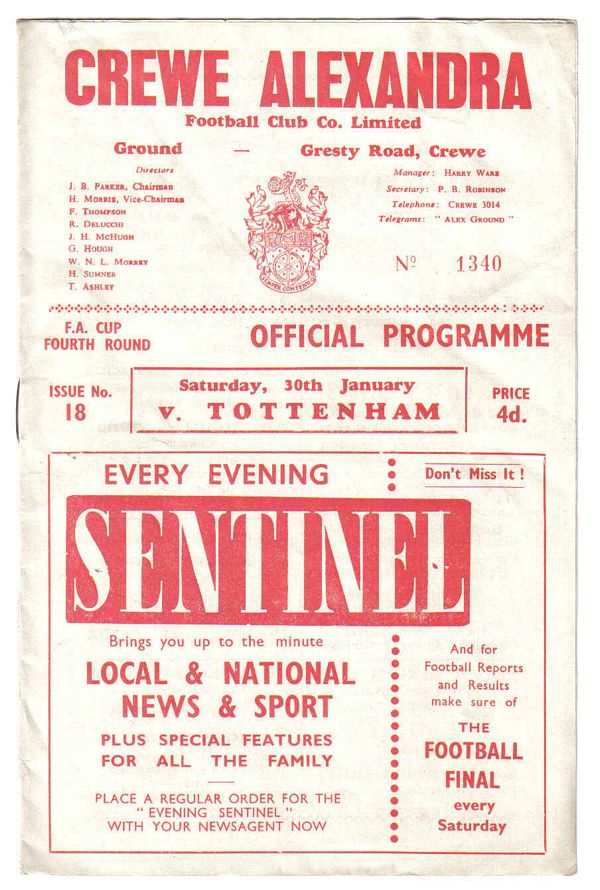 CREWE ALEXANDRA
Football Club Co. Limited
Ground — Gresty Road, Crewe
Directors
J. B. PARKER, Chairman
H. MORRIS, Vice-Chairman
F. THOMPSON
R. DELUCCHI
J. H. MCHUGH
G. HOUGH
W. N. L. MORREY
H. SUMNER
T. ASHLEY
Manager: HARRY WARE
Secretary: P. B. ROBINSON
Telephone: CREWE 3014
Telegrams: "ALEX GROUND"
SEMPER CONTENDO
No 1340
F.A. CUP
FOURTH ROUND
OFFICIAL PROGRAMME
ISSUE No.
18
Saturday, 30th January
v. TOTTENHAM
PRICE
4d.
EVERY EVENING
SENTINEL
Brings you up to the minute
LOCAL & NATIONAL
NEWS & SPORT
PLUS SPECIAL FEATURES
FOR ALL THE FAMILY
PLACE A REGULAR ORDER FOR THE
"EVENING SENTINEL"
WITH YOUR NEWSAGENT NOW
Don't Miss It !
And for
Football Reports
and Results
make sure of
THE
FOOTBALL
FINAL
every
Saturday